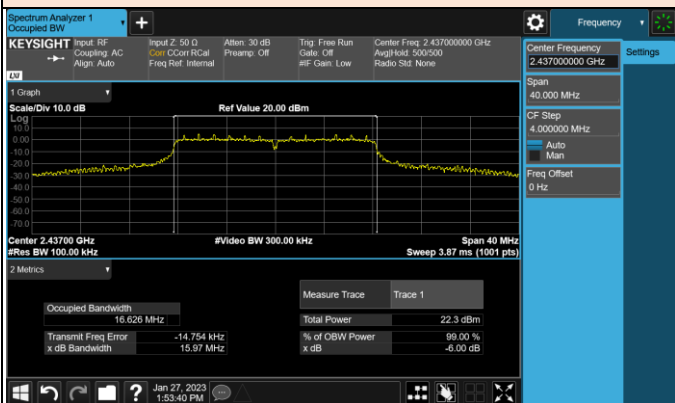 Spectrum Analyzer 1
Occupied BW
Frequency
KEYSIGHT
Input: RF
Coupling: AC
Align: Auto
Input Z: 50 Ω
Corr CCorr RCal
Freq Ref: Internal
Atten: 30 dB
Preamp: Off
Trig: Free Run
Gate: Off
#IF Gain: Low
Center Freq: 2.437000000 GHz
Avg|Hold: 500/500
Radio Std: None
LXI
Center Frequency
2.437000000 GHz
Settings
Span
40.000 MHz
CF Step
4.000000 MHz
Auto
Man
Freq Offset
0 Hz
1 Graph
Scale/Div 10.0 dB
Ref Value 20.00 dBm
Log
10.0
0.00
-10.0
-20.0
-30.0
-40.0
-50.0
-60.0
-70.0
Center 2.43700 GHz
#Video BW 300.00 kHz
Span 40 MHz
#Res BW 100.00 kHz
Sweep 3.87 ms (1001 pts)
2 Metrics
Measure Trace Trace 1
Occupied Bandwidth
16.626 MHz
Total Power 22.3 dBm
Transmit Freq Error -14.754 kHz
% of OBW Power 99.00 %
x dB Bandwidth 15.97 MHz
x dB -6.00 dB
Jan 27, 2023
1:53:40 PM